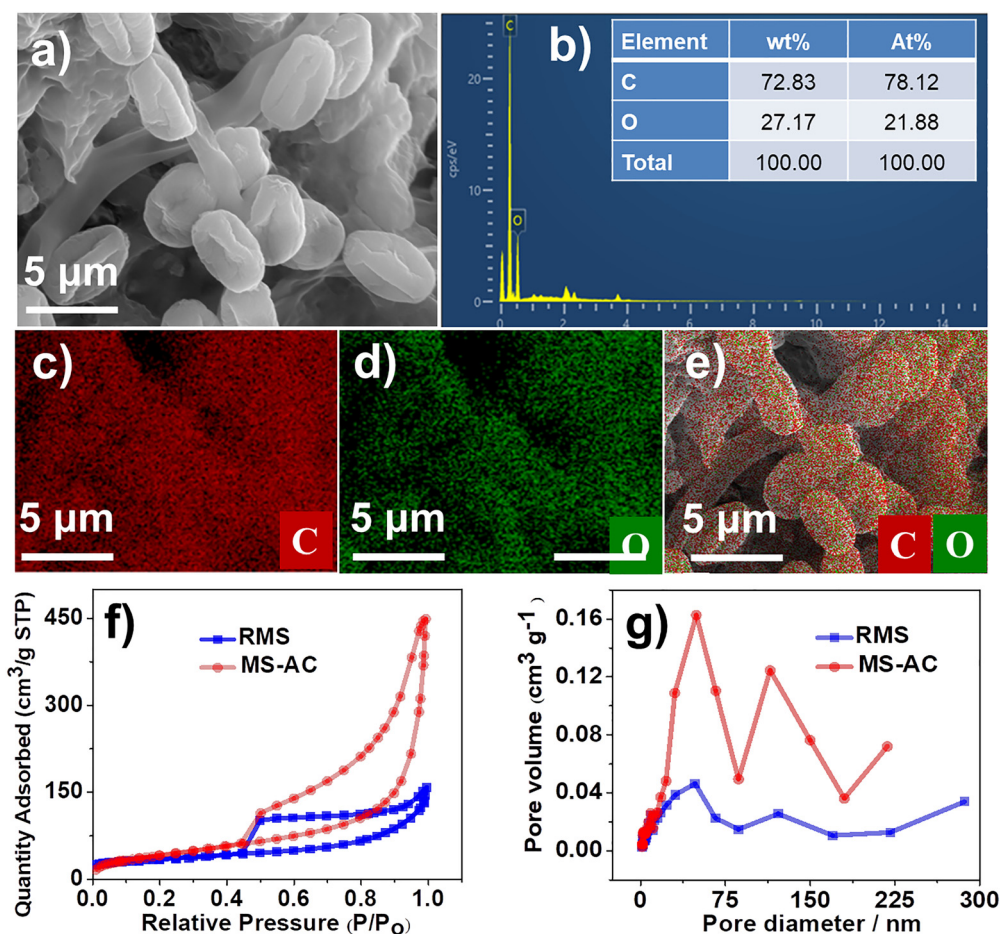 a)
5 μm
b)
C
O
cps/eV
20
10
0
0 2 4 6 8 10 12 14
Element wt% At%
C 72.83 78.12
O 27.17 21.88
Total 100.00 100.00
c)
5 μm
C
d)
5 μm
O
e)
5 μm
C O
f)
RMS
MS-AC
Quantity Adsorbed (cm³/g STP)
450
300
150
0
0.0 0.2 0.4 0.6 0.8 1.0
Relative Pressure (P/P₀)
g)
RMS
MS-AC
Pore volume (cm³ g⁻¹)
0.16
0.12
0.08
0.04
0.00
0 75 150 225 300
Pore diameter / nm